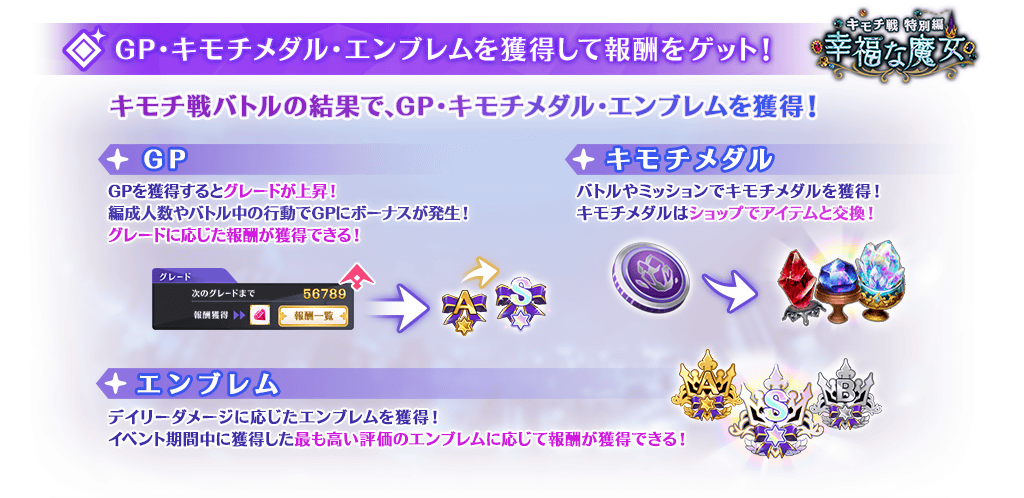 GP・キモチメダル・エンブレムを獲得して報酬をゲット！
キモチ戦 特別編
幸福な魔女
キモチ戦バトルの結果で、GP・キモチメダル・エンブレムを獲得！
GP
GPを獲得するとグレードが上昇！
編成人数やバトル中の行動でGPにボーナスが発生！
グレードに応じた報酬が獲得できる！
グレード
次のグレードまで 56789
報酬獲得 報酬一覧
A
S
キモチメダル
バトルやミッションでキモチメダルを獲得！
キモチメダルはショップでアイテムと交換！
エンブレム
デイリーダメージに応じたエンブレムを獲得！
イベント期間中に獲得した最も高い評価のエンブレムに応じて報酬が獲得できる！
A
S
B